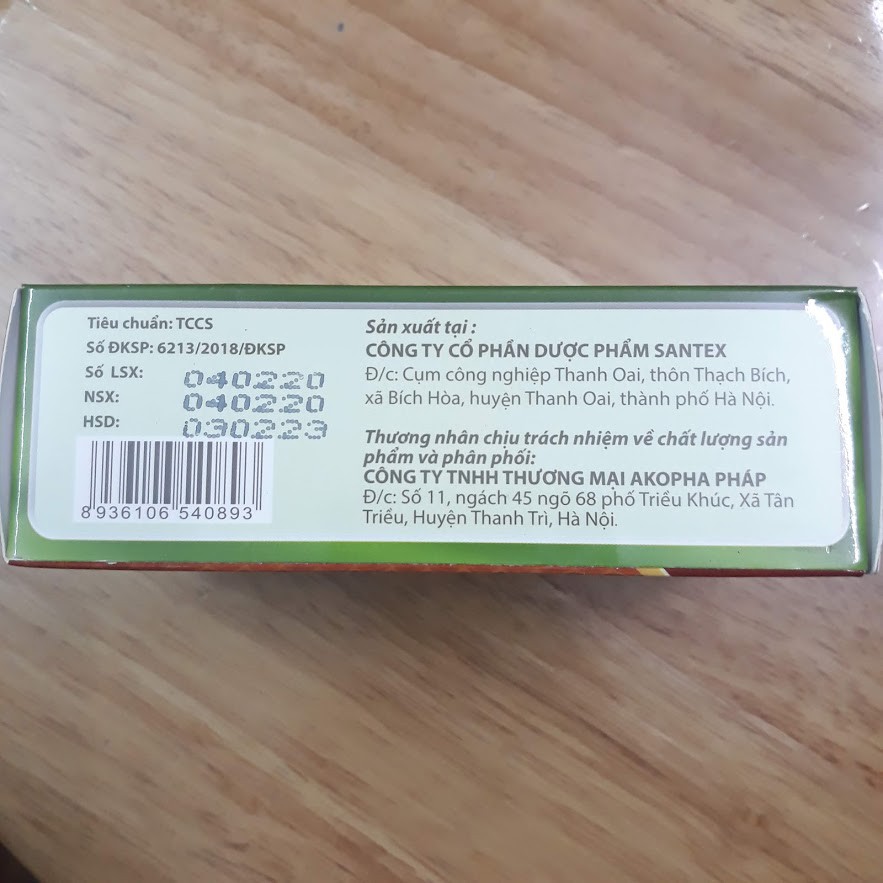 Tiêu chuẩn: TCCS
Số ĐKSP: 6213/2018/ĐKSP
Số LSX: 040220
NSX: 040220
HSD: 030223
8 936106 540893
Sản xuất tại :
CÔNG TY CỔ PHẦN DƯỢC PHẨM SANTEX
Đ/c: Cụm công nghiệp Thanh Oai, thôn Thạch Bích,
xã Bích Hòa, huyện Thanh Oai, thành phố Hà Nội.
Thương nhân chịu trách nhiệm về chất lượng sản
phẩm và phân phối:
CÔNG TY TNHH THƯƠNG MẠI AKOPHA PHÁP
Đ/c: Số 11, ngách 45 ngõ 68 phố Triều Khúc, Xã Tân
Triều, Huyện Thanh Trì, Hà Nội.